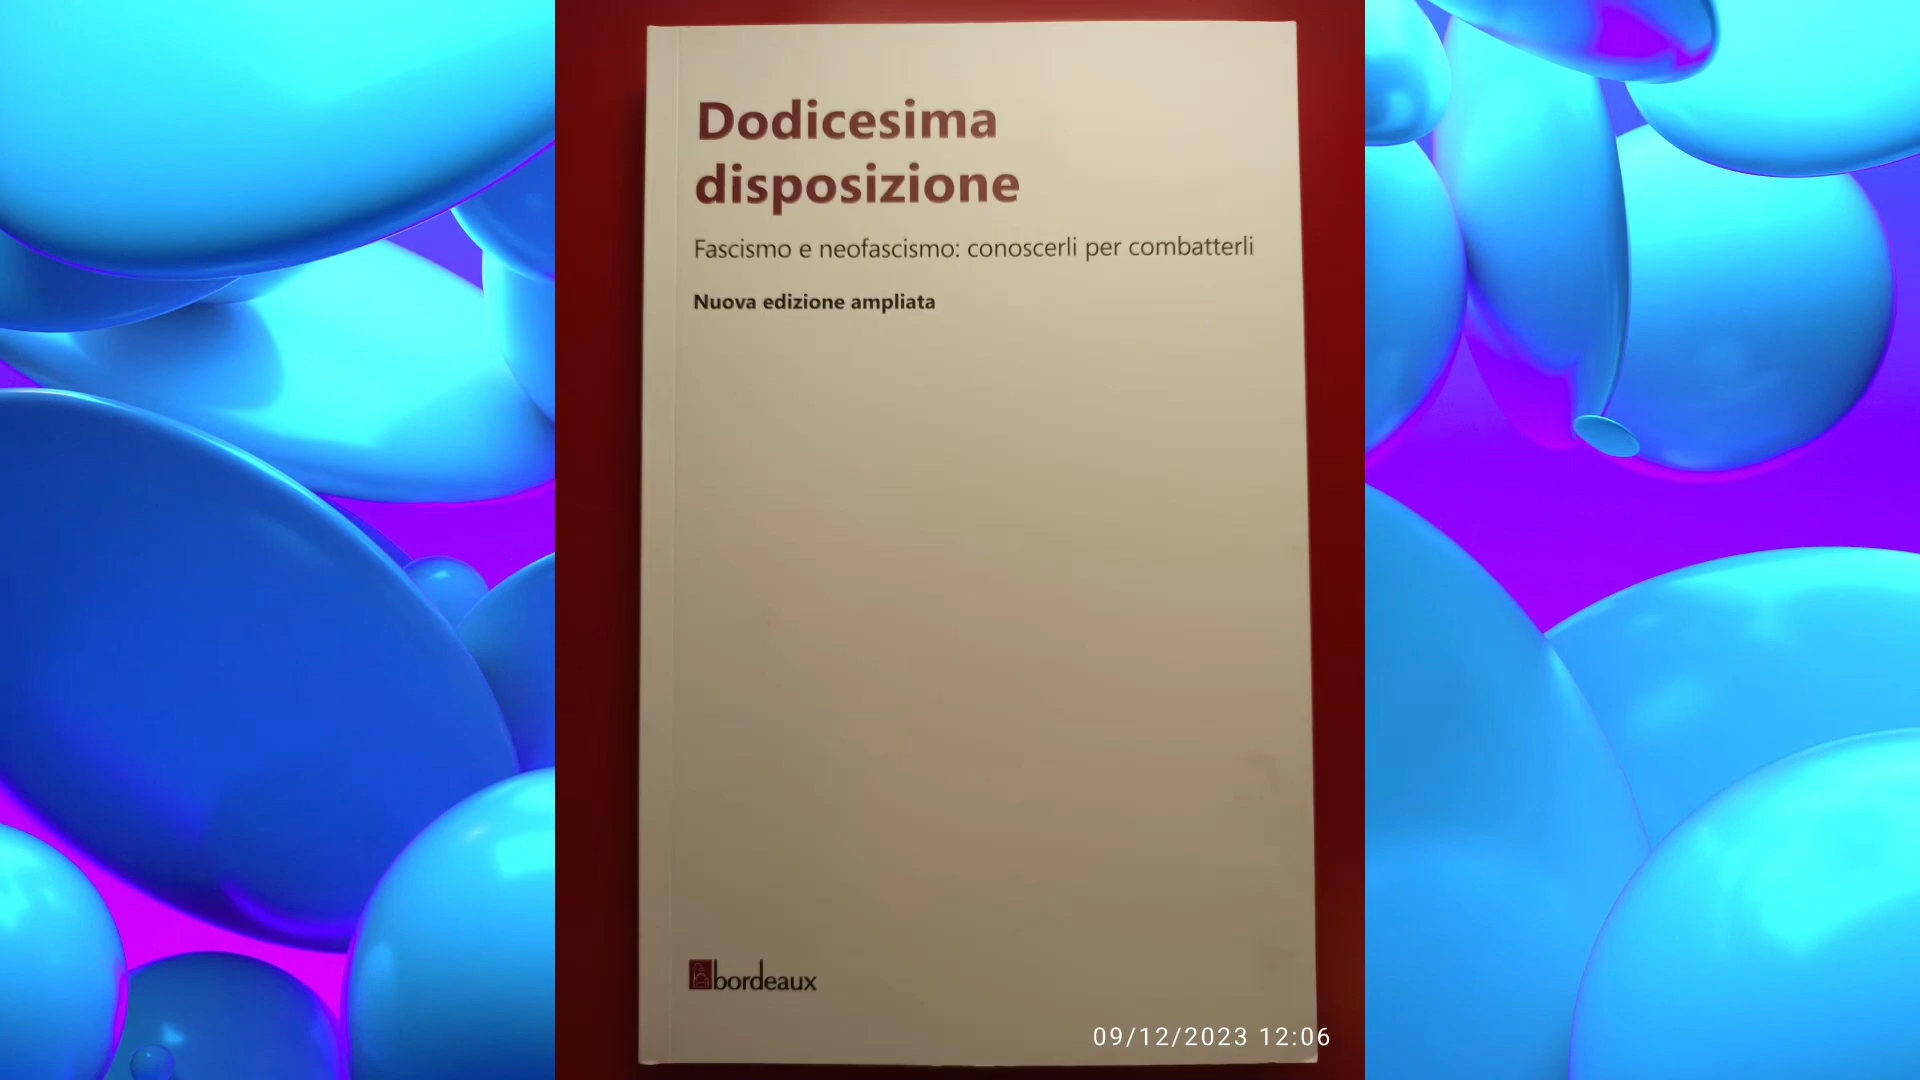 Dodicesima
disposizione
Fascismo e neofascismo: conoscerli per combatterli
Nuova edizione ampliata
bordeaux
09/12/2023 12:06